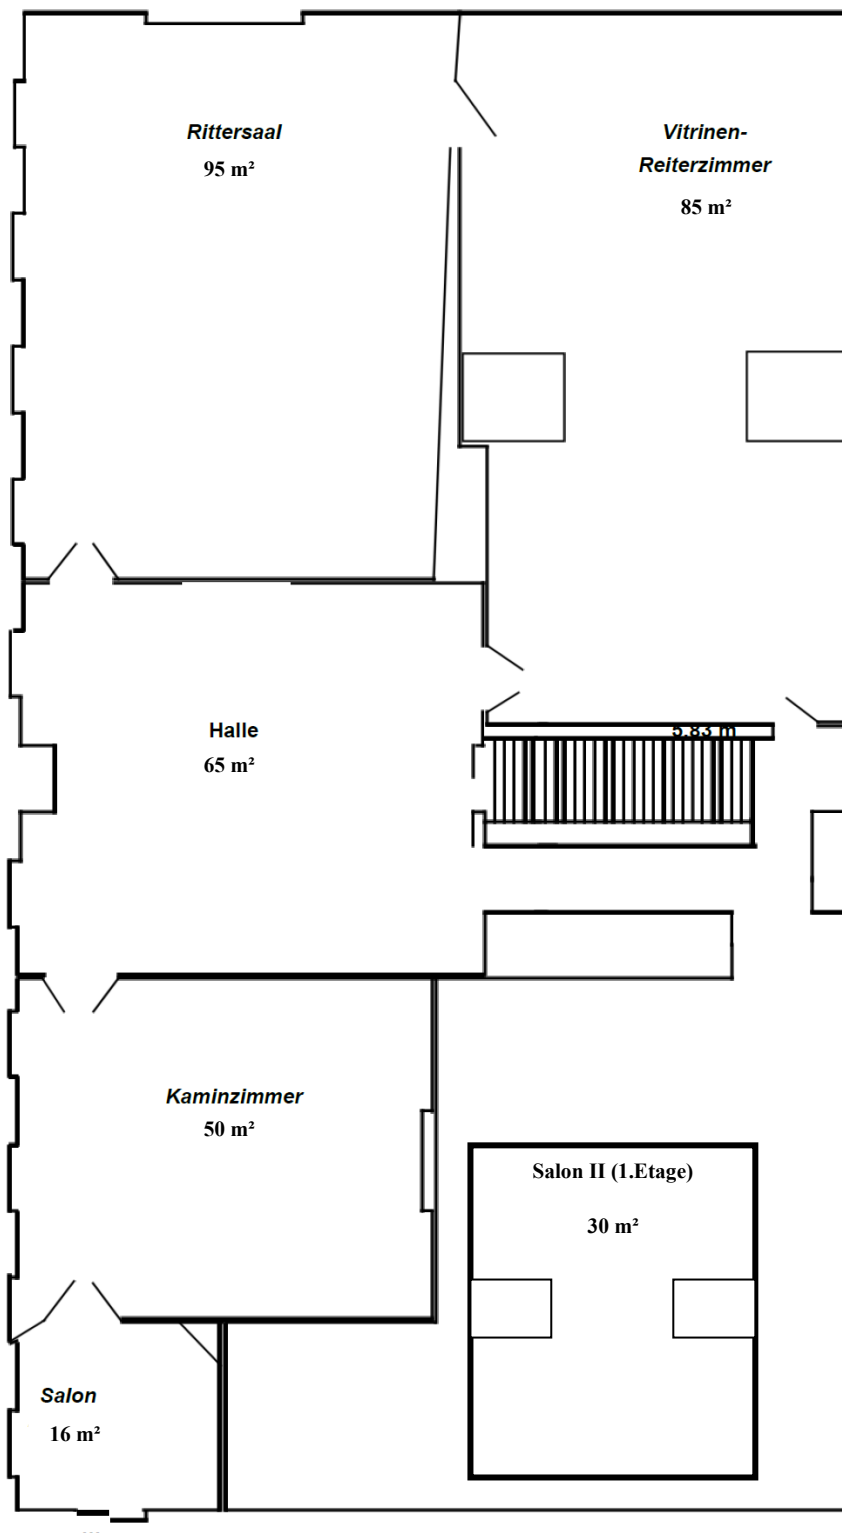 Rittersaal
95 m²
Vitrinen-
Reiterzimmer
85 m²
Halle
65 m²
5.83 m
Kaminzimmer
50 m²
Salon II (1.Etage)
30 m²
Salon
16 m²